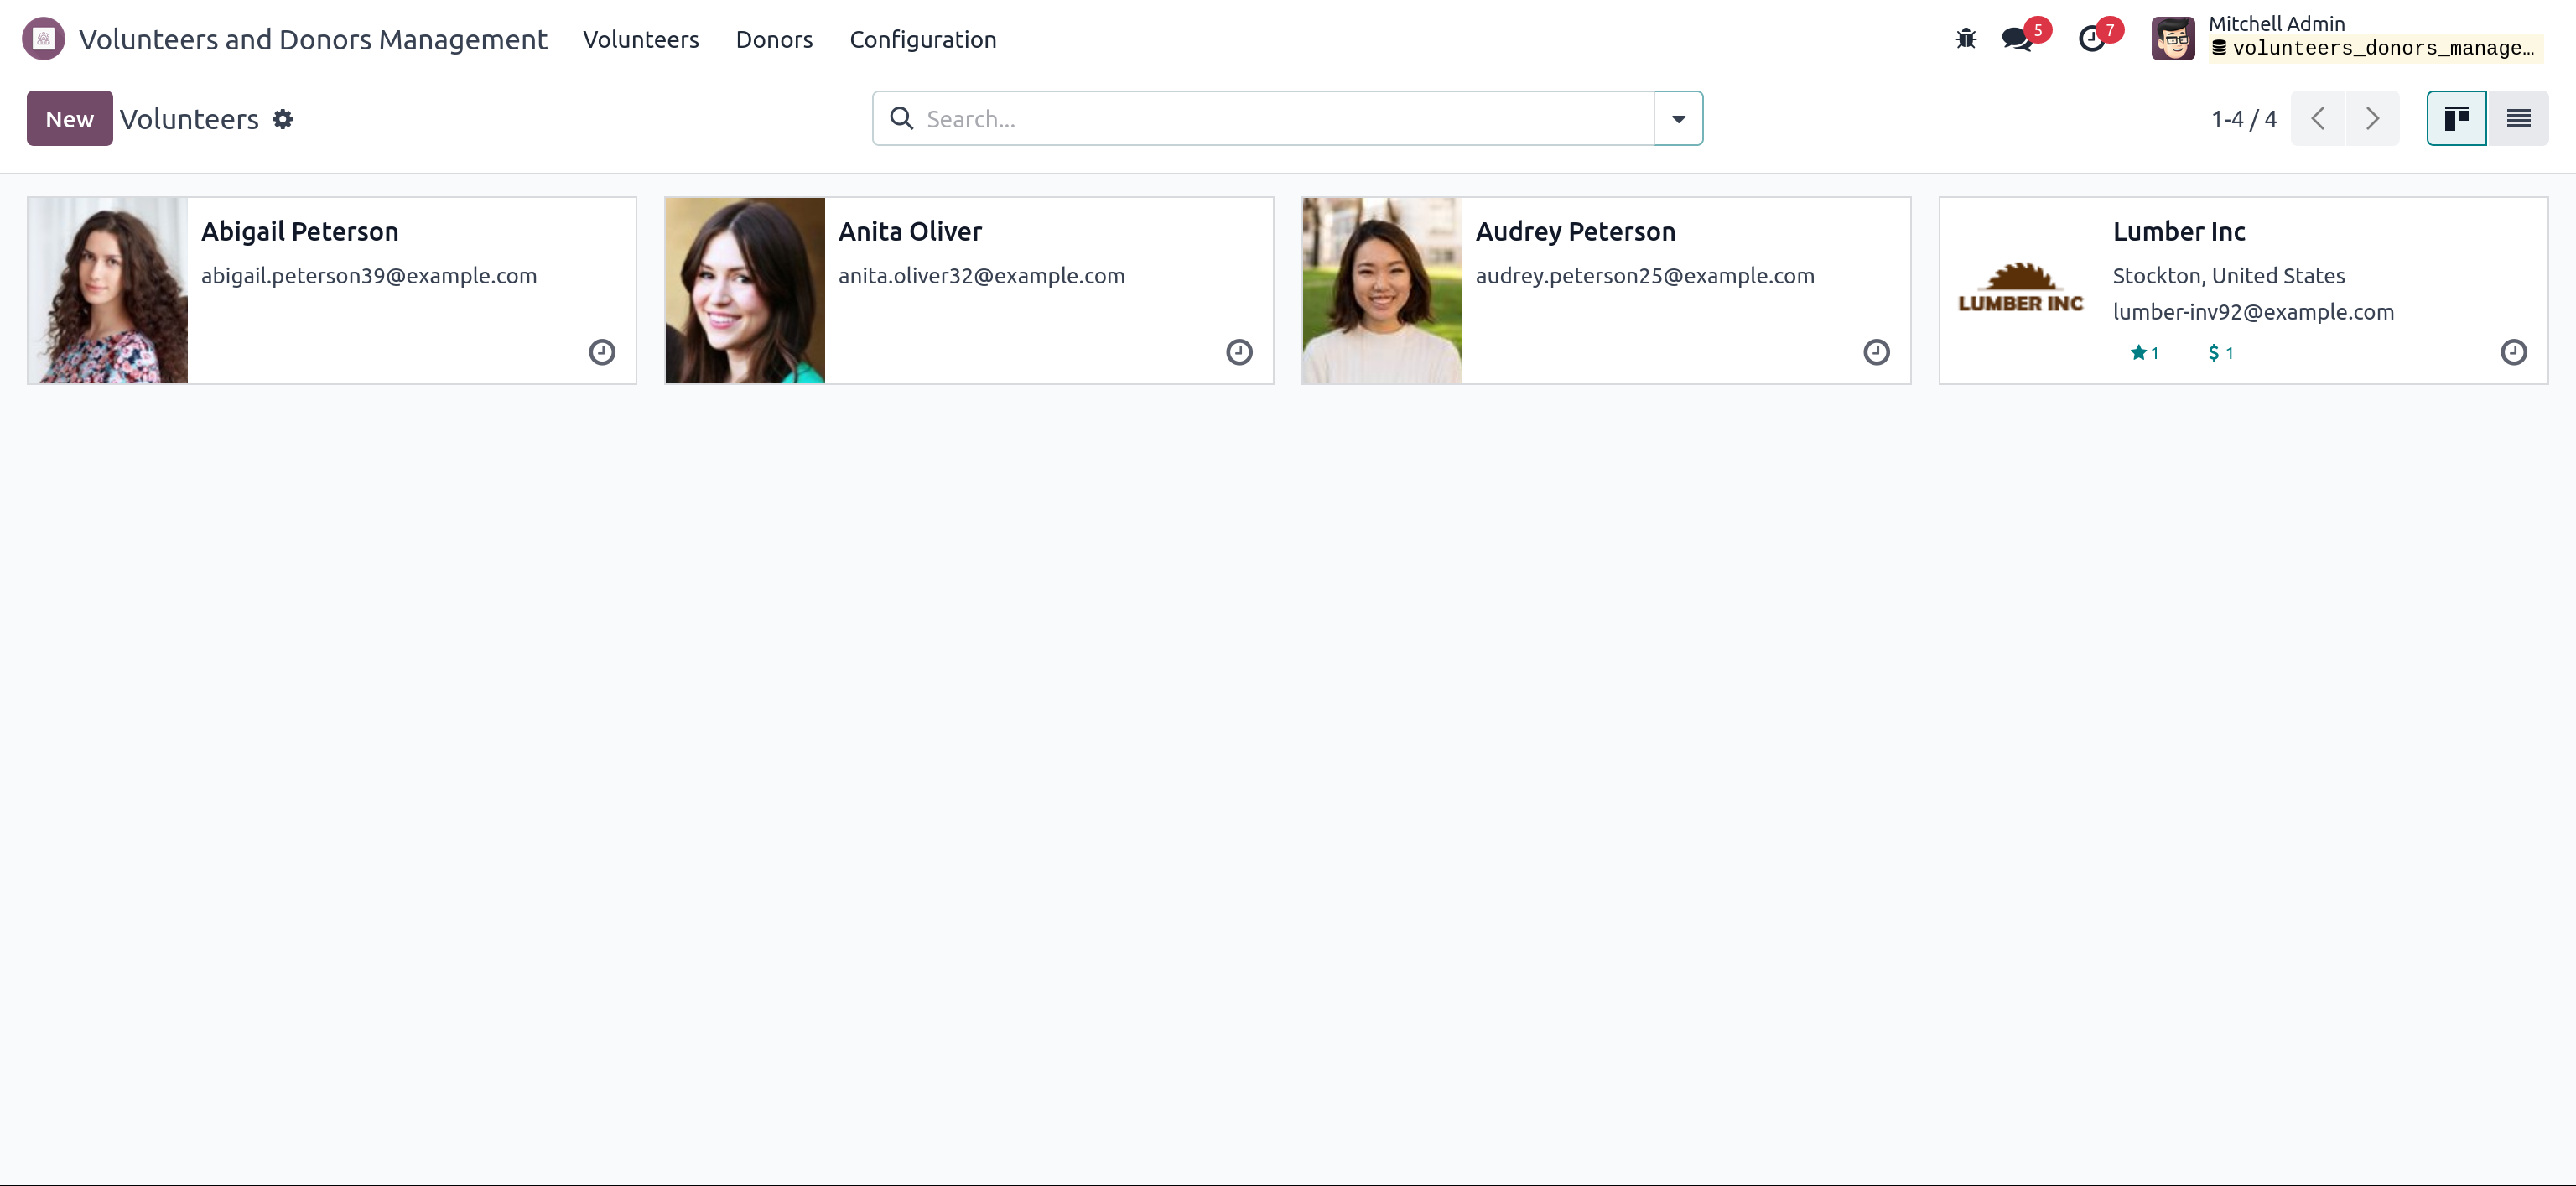 Volunteers and Donors Management Volunteers Donors Configuration 5 7 Mitchell Admin
volunteers_donors_manage...
New Volunteers Search... 1-4 / 4
Abigail Peterson
abigail.peterson39@example.com
Anita Oliver
anita.oliver32@example.com
Audrey Peterson
audrey.peterson25@example.com
LUMBER INC
Lumber Inc
Stockton, United States
lumber-inv92@example.com
1 $ 1